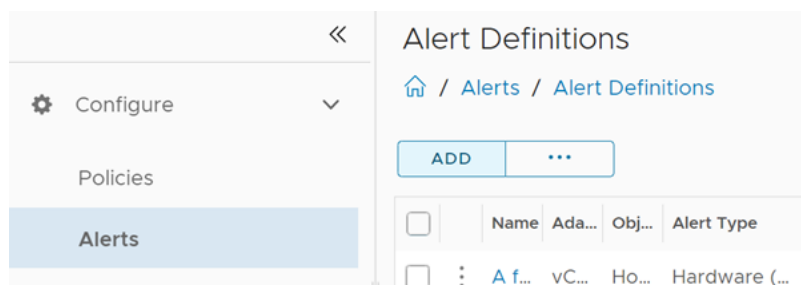 Alert Definitions
/ Alerts / Alert Definitions
Configure
ADD ...
Policies
Name Ada... Obj... Alert Type
Alerts
A f... vC... Ho... Hardware (...